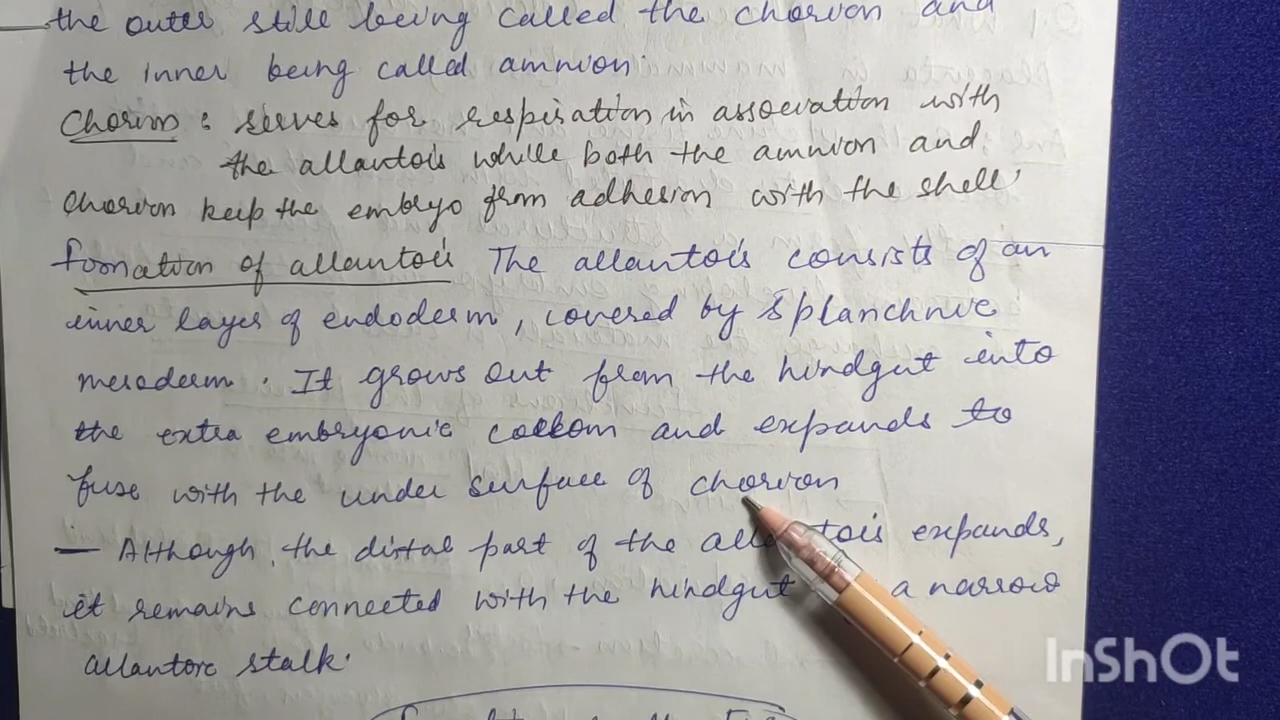 the outer still being called the chorion and
the inner being called amnion.
Chorion : serves for respiration in association with
the allantois while both the amnion and
chorion keep the embryo from adhesion with the shell.
formation of allantois The allantois consists of an
inner layer of endoderm, covered by splanchnic
mesoderm. It grows out from the hindgut into
the extra embryonic coelom and expands to
fuse with the under surface of chorion
— Although, the distal part of the allantois expands,
it remains connected with the hindgut a narrow
allantoic stalk.
InShOt